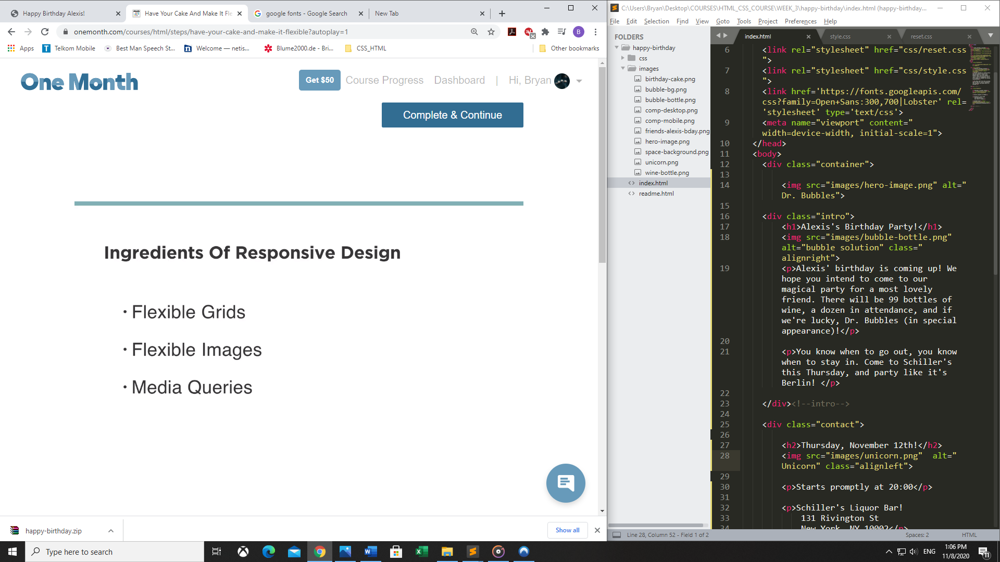 Happy Birthday Alexis!
Have Your Cake And Make It Fle
google fonts - Google Search
New Tab
onemonth.com/courses/html/steps/have-your-cake-and-make-it-flexible?autoplay=1
B
Apps
Telkom Mobile
Best Man Speech St...
Welcome — netis...
Blume2000.de - Bri...
CSS_HTML
Other bookmarks
One Month
Get $50
Course Progress
Dashboard
|
Hi, Bryan
Complete & Continue
Ingredients Of Responsive Design
• Flexible Grids
• Flexible Images
• Media Queries
happy-birthday.zip
Show all
C:\Users\Bryan\Desktop\COURSES\HTML_CSS_COURSE\WEEK_3\happy-birthday\index.html (happy-birthday...
File Edit Selection Find View Goto Tools Project Preferences Help
FOLDERS
happy-birthday
css
images
birthday-cake.png
bubble-bg.png
bubble-bottle.png
comp-desktop.png
comp-mobile.png
friends-alexis-bday.png
hero-image.png
space-background.png
unicorn.png
wine-bottle.png
index.html
readme.html
index.html
style.css
reset.css
6 <link rel="stylesheet" href="css/reset.css
">
7 <link rel="stylesheet" href="css/style.css
">
8 <link href='https://fonts.googleapis.com/
css?family=Open+Sans:300,700|Lobster' rel=
'stylesheet' type='text/css'>
9 <meta name="viewport" content="
width=device-width, initial-scale=1">
10 </head>
11 <body>
12 <div class="container">
13
14 <img src="images/hero-image.png" alt="
Dr. Bubbles">
15
16 <div class="intro">
17 <h1>Alexis's Birthday Party!</h1>
18 <img src="images/bubble-bottle.png"
alt="bubble solution" class="
alignright">
19 <p>Alexis' birthday is coming up! We
hope you intend to come to our
magical party for a most lovely
friend. There will be 99 bottles of
wine, a dozen in attendance, and if
we're lucky, Dr. Bubbles (in special
appearance)!</p>
20
21 <p>You know when to go out, you know
when to stay in. Come to Schiller's
this Thursday, and party like it's
Berlin! </p>
22
23 </div><!--intro-->
24
25 <div class="contact">
26
27 <h2>Thursday, November 12th!</h2>
28 <img src="images/unicorn.png"  alt="
Unicorn" class="alignleft">
29
30 <p>Starts promptly at 20:00</p>
31
32 <p>Schiller's Liquor Bar!
33 131 Rivington St
34 New York, NY 10002</p>
Line 28, Column 52 - Field 1 of 2
Spaces: 2
HTML
Type here to search
ENG
1:06 PM
11/8/2020
11